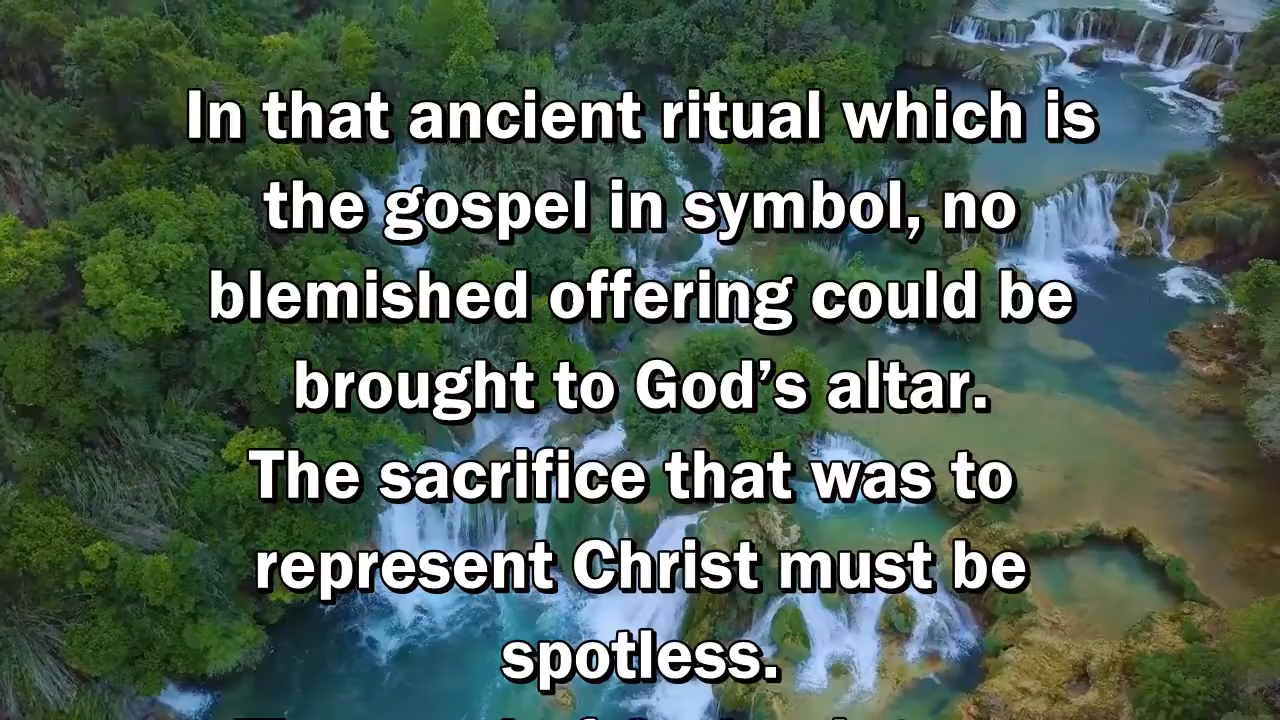 In that ancient ritual which is
the gospel in symbol, no
blemished offering could be
brought to God’s altar.
The sacrifice that was to
represent Christ must be
spotless.